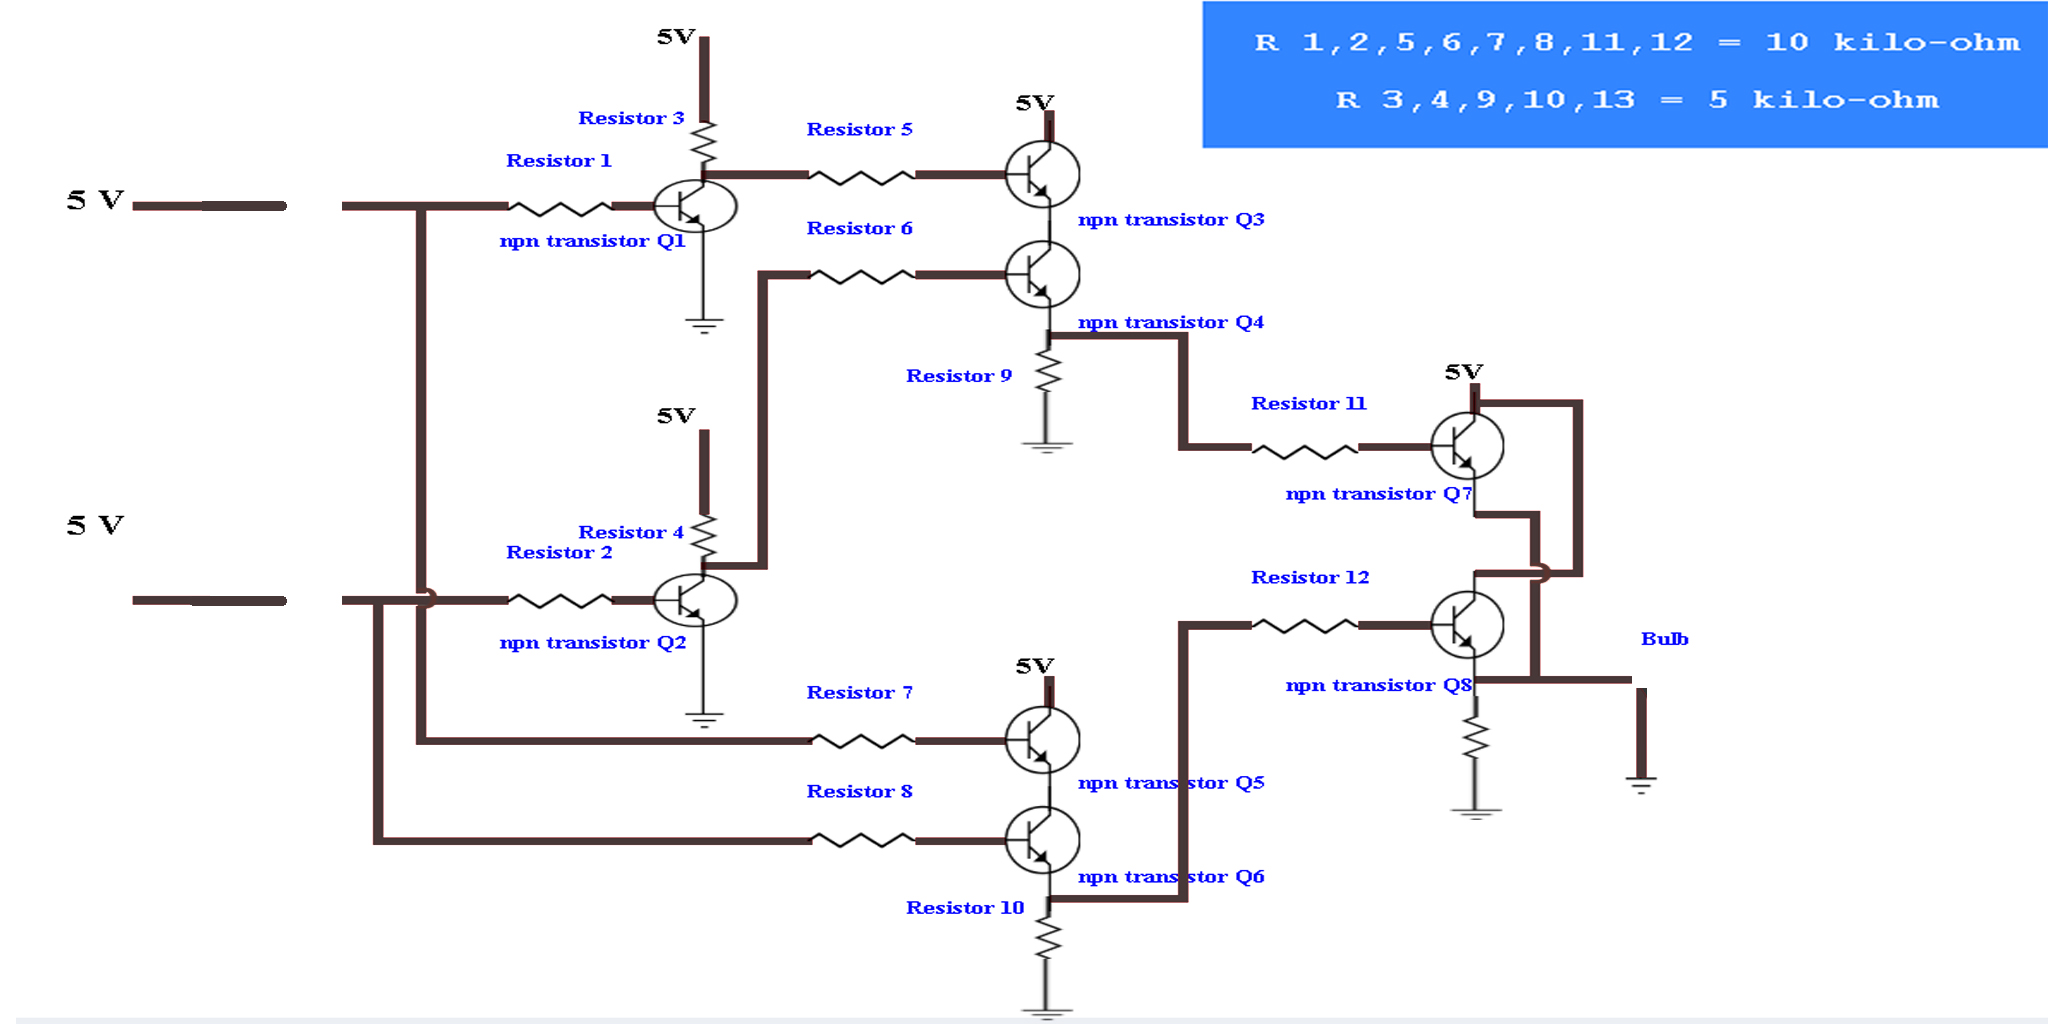 R 1,2,5,6,7,8,11,12 = 10 kilo-ohm
R 3,4,9,10,13 = 5 kilo-ohm
5V
5V
Resistor 3
Resistor 5
Resistor 1
5 V
npn transistor Q3
Resistor 6
npn transistor Q1
npn transistor Q4
5V
Resistor 9
Resistor 11
5V
npn transistor Q7
5 V
Resistor 4
Resistor 2
Resistor 12
Bulb
npn transistor Q2
5V
npn transistor Q8
Resistor 7
npn transistor Q5
Resistor 8
npn transistor Q6
Resistor 10